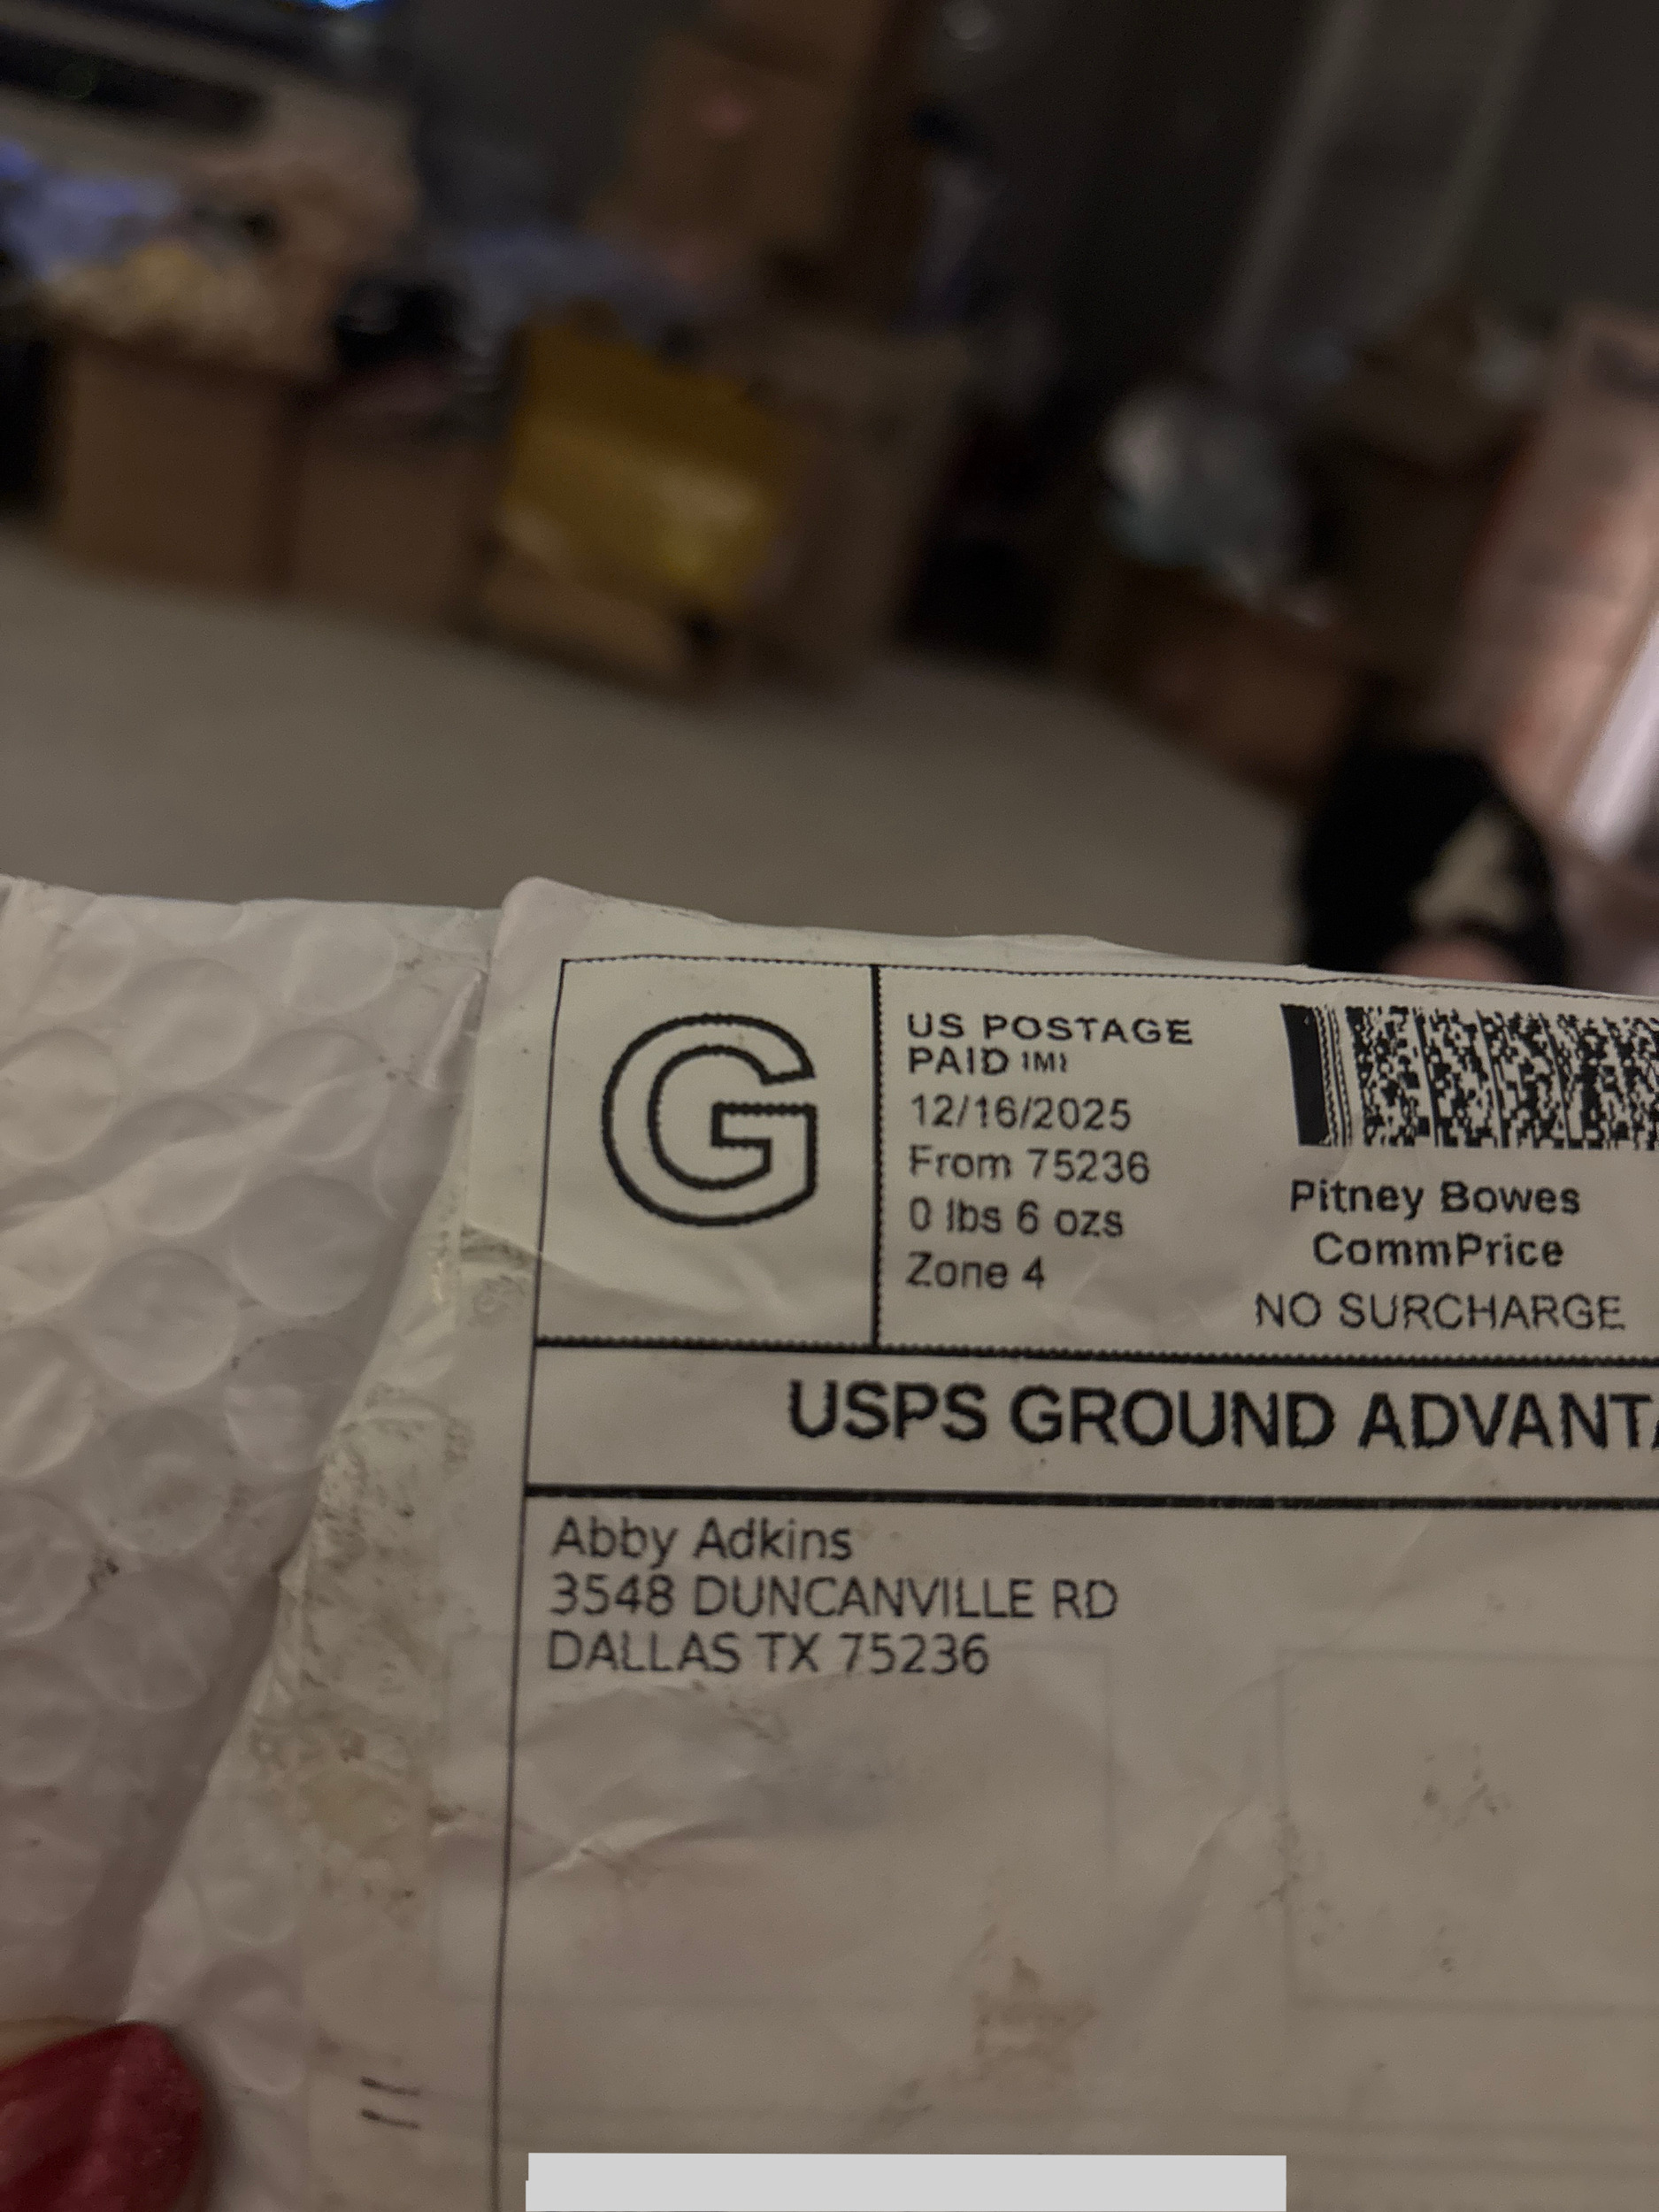 G
US POSTAGE
PAID IMI
12/16/2025
From 75236
0 lbs 6 ozs
Zone 4
Pitney Bowes
CommPrice
NO SURCHARGE
USPS GROUND ADVANTA
Abby Adkins
3548 DUNCANVILLE RD
DALLAS TX 75236